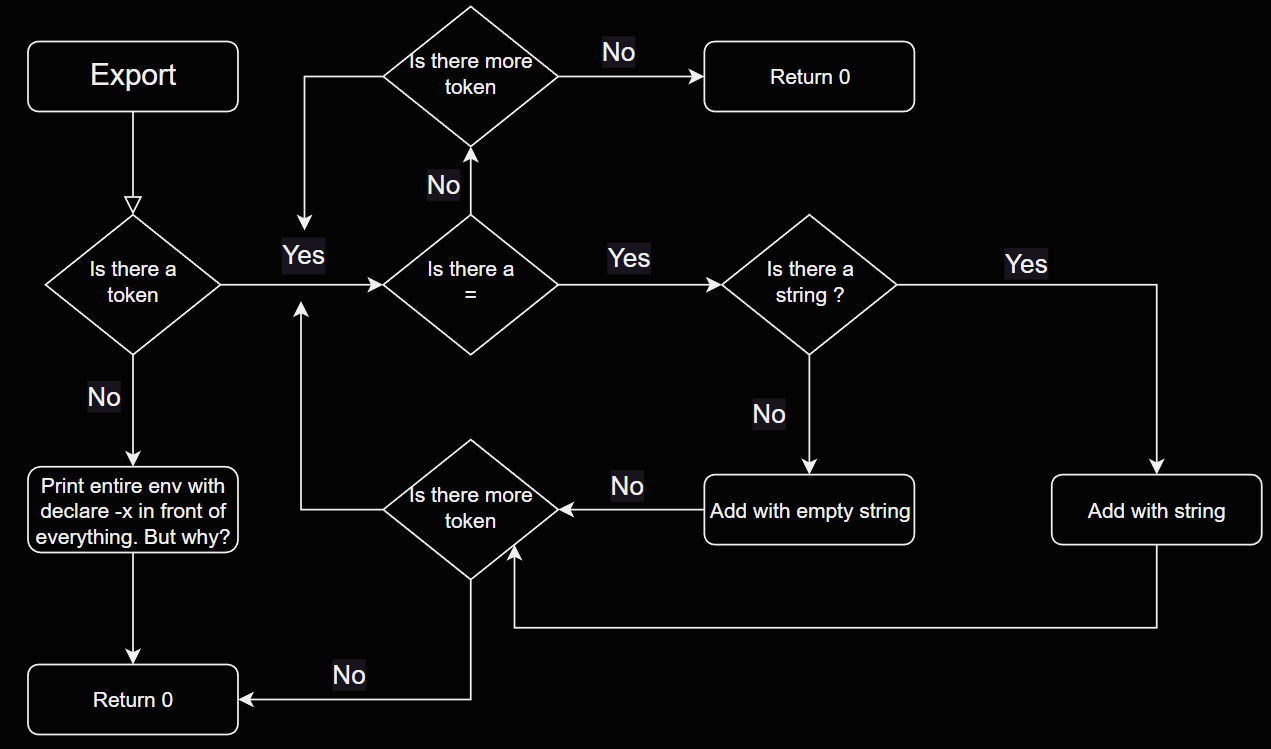 Export
Is there more
token
No
Return 0
No
Is there a
token
Yes
Is there a
=
Yes
Is there a
string ?
Yes
No
No
Print entire env with
declare -x in front of
everything. But why?
Is there more
token
No
Add with empty string
Add with string
Return 0
No